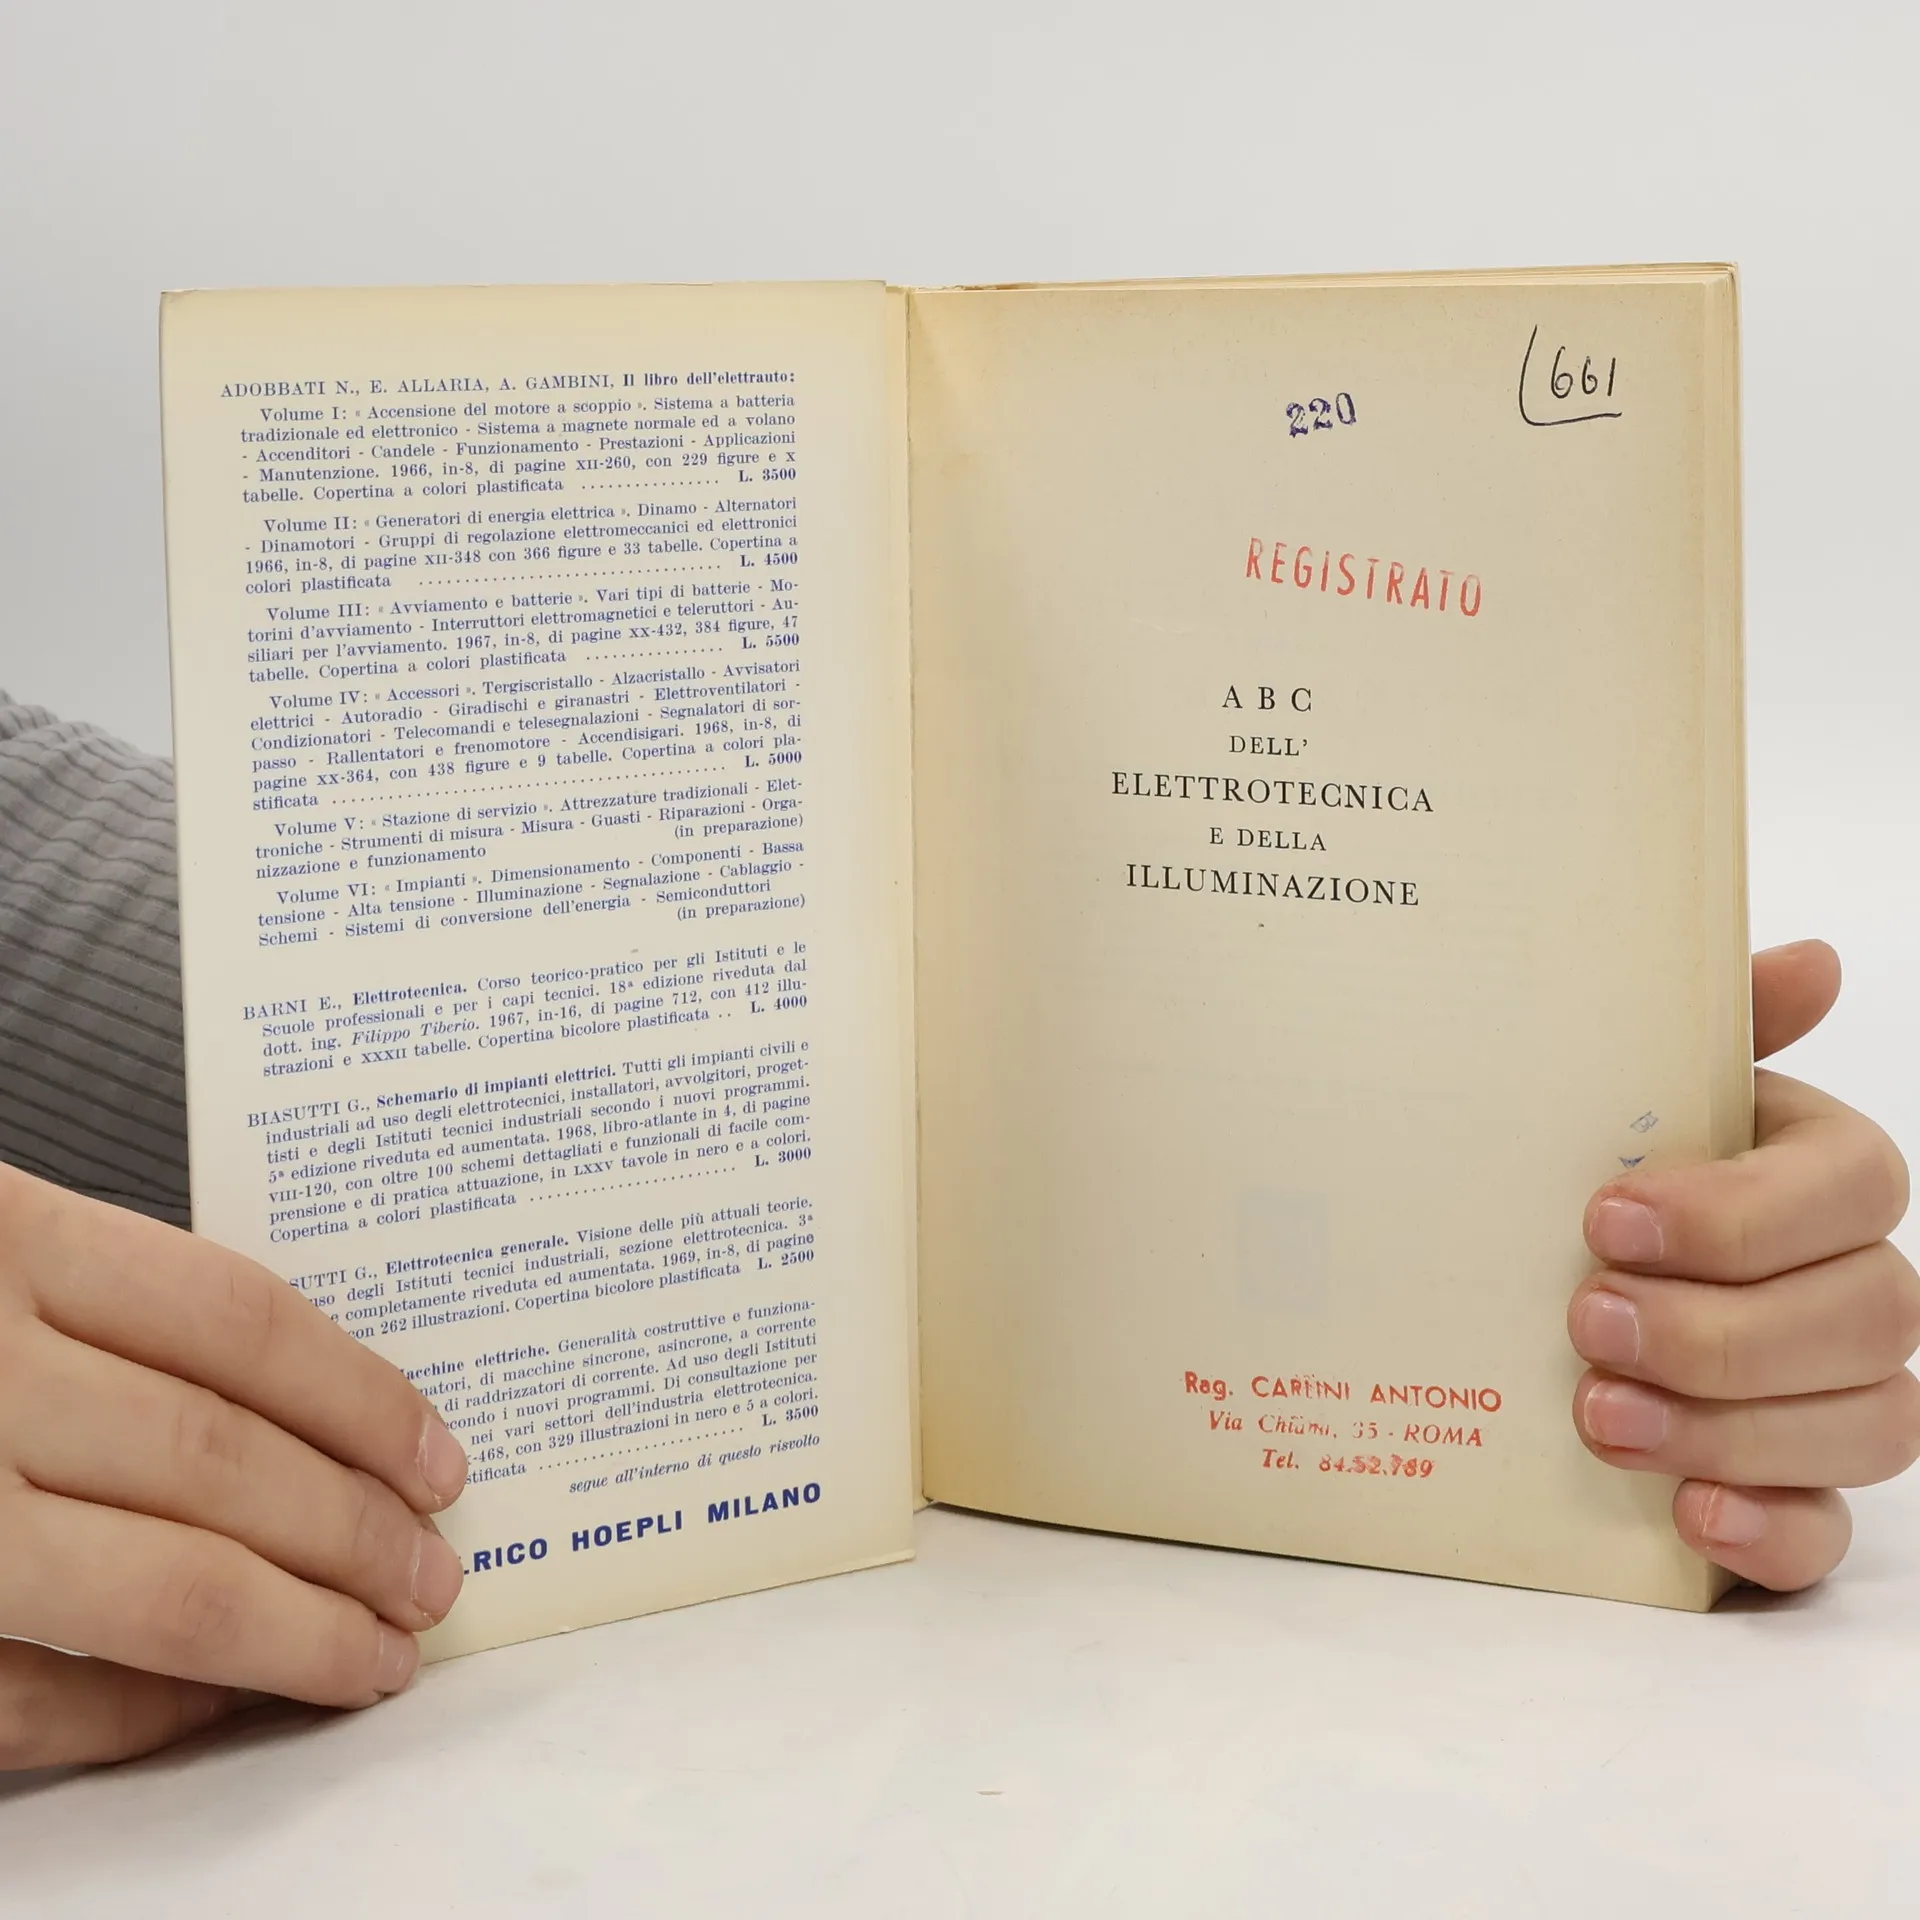 ADOBBATI N., E. ALLARIA, A. GAMBINI, Il libro dell'elettrauto:
Volume I: « Accensione del motore a scoppio ». Sistema a batteria
tradizionale ed elettronico - Sistema a magnete normale ed a volano
- Accenditori - Candele - Funzionamento - Prestazioni - Applicazioni
- Manutenzione. 1966, in-8, di pagine XII-260, con 229 figure e X
tabelle. Copertina a colori plastificata ................ L. 3500
Volume II: « Generatori di energia elettrica ». Dinamo - Alternatori
- Dinamotori - Gruppi di regolazione elettromeccanici ed elettronici
1966, in-8, di pagine XII-348 con 366 figure e 33 tabelle. Copertina a
colori plastificata ................................. L. 4500
Volume III: « Avviamento e batterie ». Vari tipi di batterie - Mo-
torini d'avviamento - Interruttori elettromagnetici e teleruttori - Au-
siliari per l'avviamento. 1967, in-8, di pagine XX-432, 384 figure, 47
tabelle. Copertina a colori plastificata ................ L. 5500
Volume IV: « Accessori ». Tergiscristallo - Alzacristallo - Avvisatori
elettrici - Autoradio - Giradischi e giranastri - Elettroventilatori -
Condizionatori - Telecomandi e telesegnalazioni - Segnalatori di sor-
passo - Rallentatori e frenomotore - Accendisigari. 1968, in-8, di
pagine XX-364, con 438 figure e 9 tabelle. Copertina a colori pla-
stificata ........................................... L. 5000
Volume V: « Stazione di servizio ». Attrezzature tradizionali - Elet-
troniche - Strumenti di misura - Misura - Guasti - Riparazioni - Orga-
nizzazione e funzionamento (in preparazione)
Volume VI: « Impianti ». Dimensionamento - Componenti - Bassa
tensione - Alta tensione - Illuminazione - Segnalazione - Cablaggio -
Schemi - Sistemi di conversione dell'energia - Semiconduttori
(in preparazione)
BARNI E., Elettrotecnica. Corso teorico-pratico per gli Istituti e le
Scuole professionali e per i capi tecnici. 18ª edizione riveduta dal
dott. ing. Filippo Tiberio. 1967, in-16, di pagine 712, con 412 illu-
strazioni e XXXII tabelle. Copertina bicolore plastificata .. L. 4000
BIASUTTI G., Schemario di impianti elettrici. Tutti gli impianti civili e
industriali ad uso degli elettrotecnici, installatori, avvolgitori, proget-
tisti e degli Istituti tecnici industriali secondo i nuovi programmi.
5ª edizione riveduta ed aumentata. 1968, libro-atlante in 4, di pagine
VIII-120, con oltre 100 schemi dettagliati e funzionali di facile com-
prensione e di pratica attuazione, in LXXV tavole in nero e a colori.
Copertina a colori plastificata ........................ L. 3000
SUTTI G., Elettrotecnica generale. Visione delle più attuali teorie.
uso degli Istituti tecnici industriali, sezione elettrotecnica. 3ª
e completamente riveduta ed aumentata. 1969, in-8, di pagine
con 262 illustrazioni. Copertina bicolore plastificata L. 2500
acchine elettriche. Generalità costruttive e funziona-
natori, di macchine sincrone, asincrone, a corrente
di raddrizzatori di corrente. Ad uso degli Istituti
condo i nuovi programmi. Di consultazione per
nei vari settori dell'industria elettrotecnica.
-468, con 329 illustrazioni in nero e 5 a colori.
stificata ........................ L. 3500
segue all'interno di questo risvolto
LRICO HOEPLI MILANO
661
220
REGISTRATO
A B C
DELL'
ELETTROTECNICA
E DELLA
ILLUMINAZIONE
Rag. CARLINI ANTONIO
Via 35 - ROMA
Tel. 84.52.789